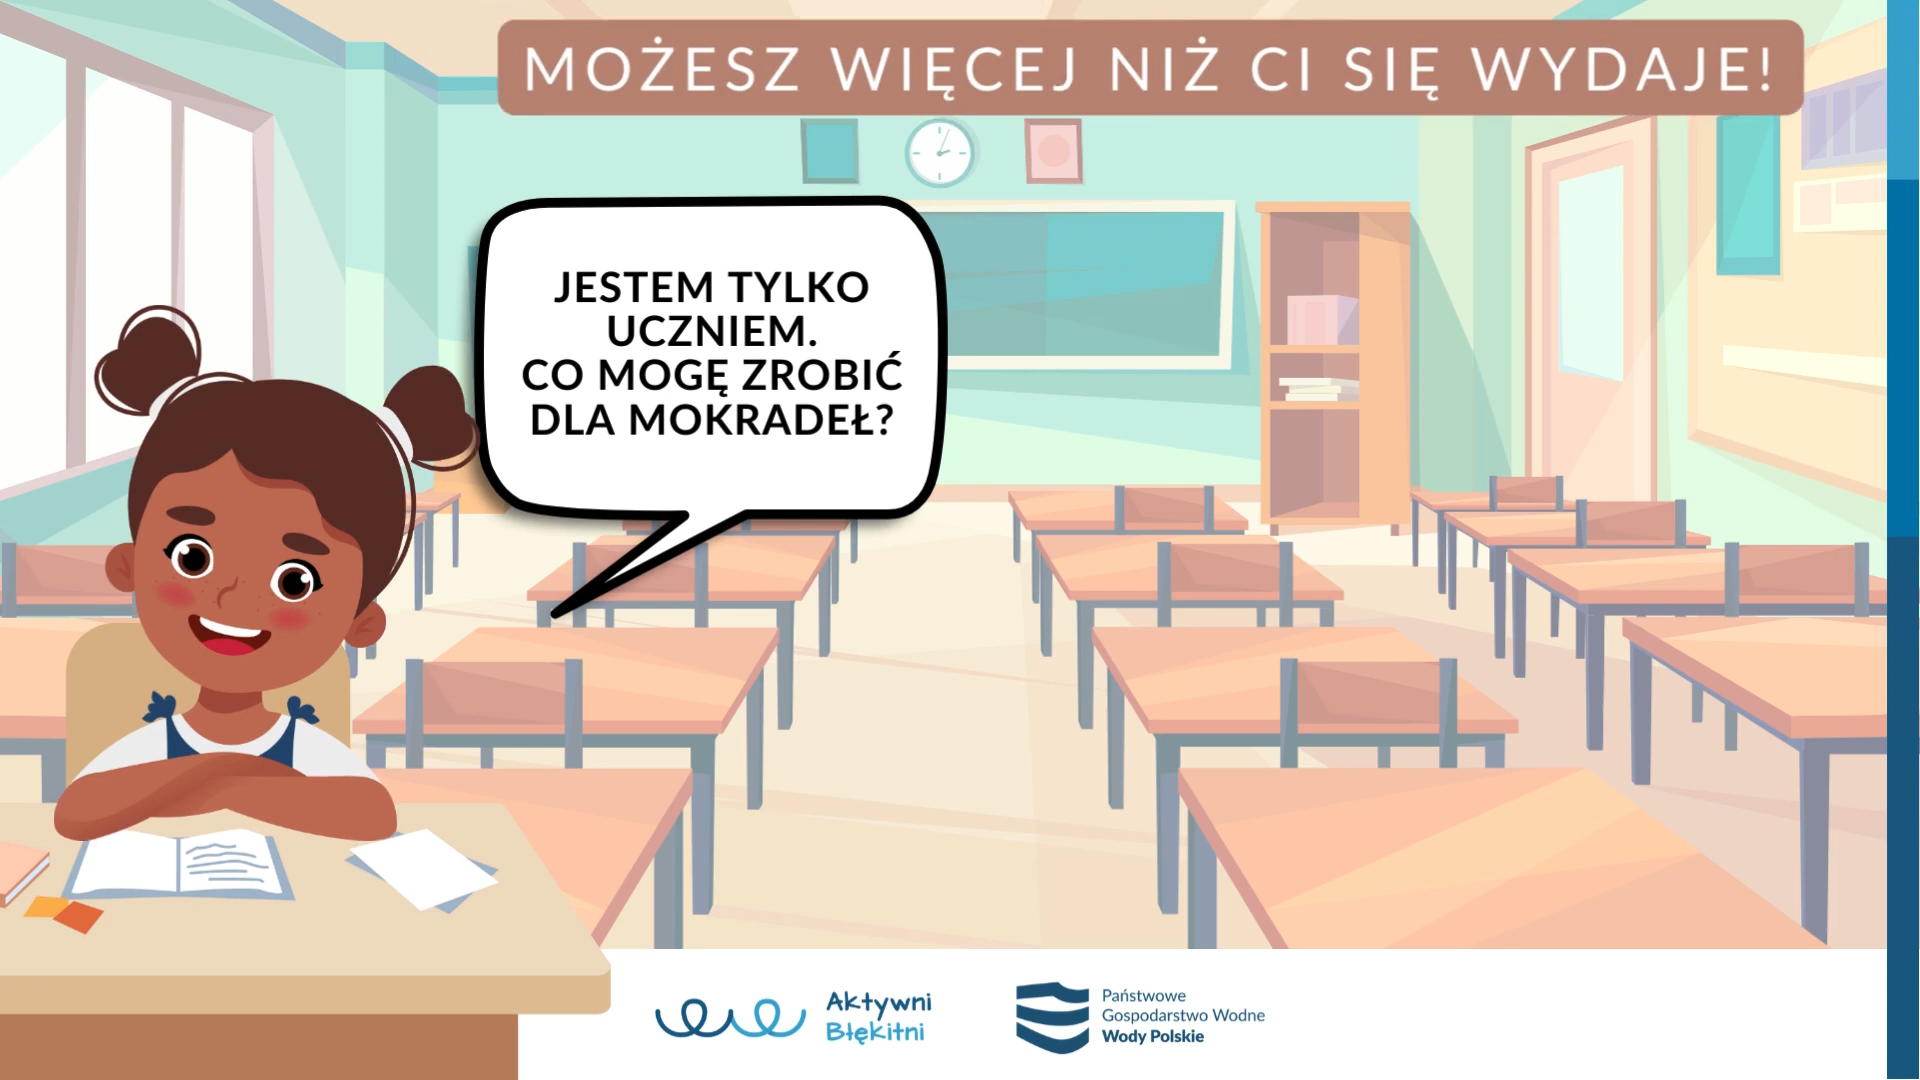 MOŻESZ WIĘCEJ NIŻ CI SIĘ WYDAJE!
JESTEM TYLKO
UCZNIEM.
CO MOGĘ ZROBIĆ
DLA MOKRADEŁ?
Aktywni
Błękitni
Państwowe
Gospodarstwo Wodne
Wody Polskie